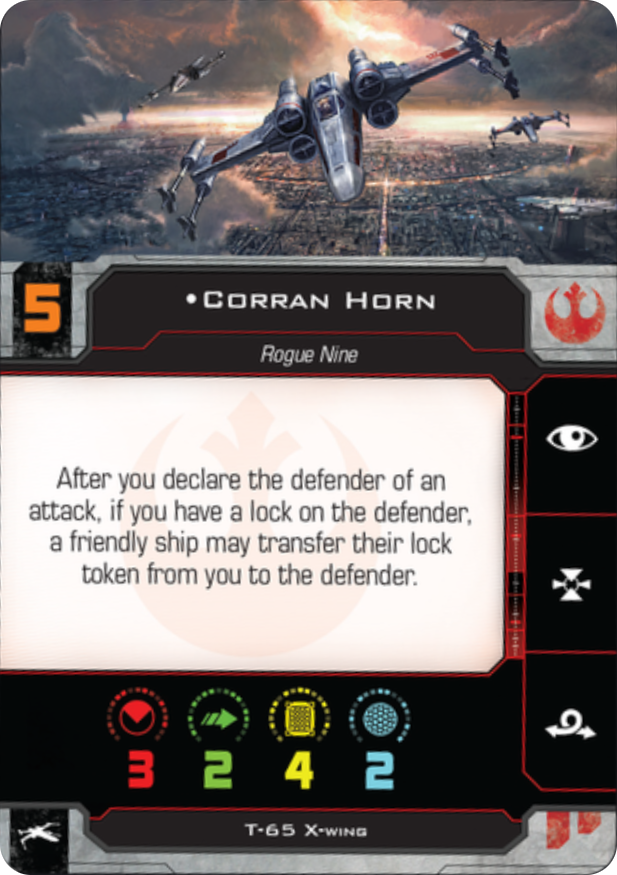 5
•Corran Horn
Rogue Nine
After you declare the defender of an
attack, if you have a lock on the defender,
a friendly ship may transfer their lock
token from you to the defender.
3 2 4 2
T-65 X-wing